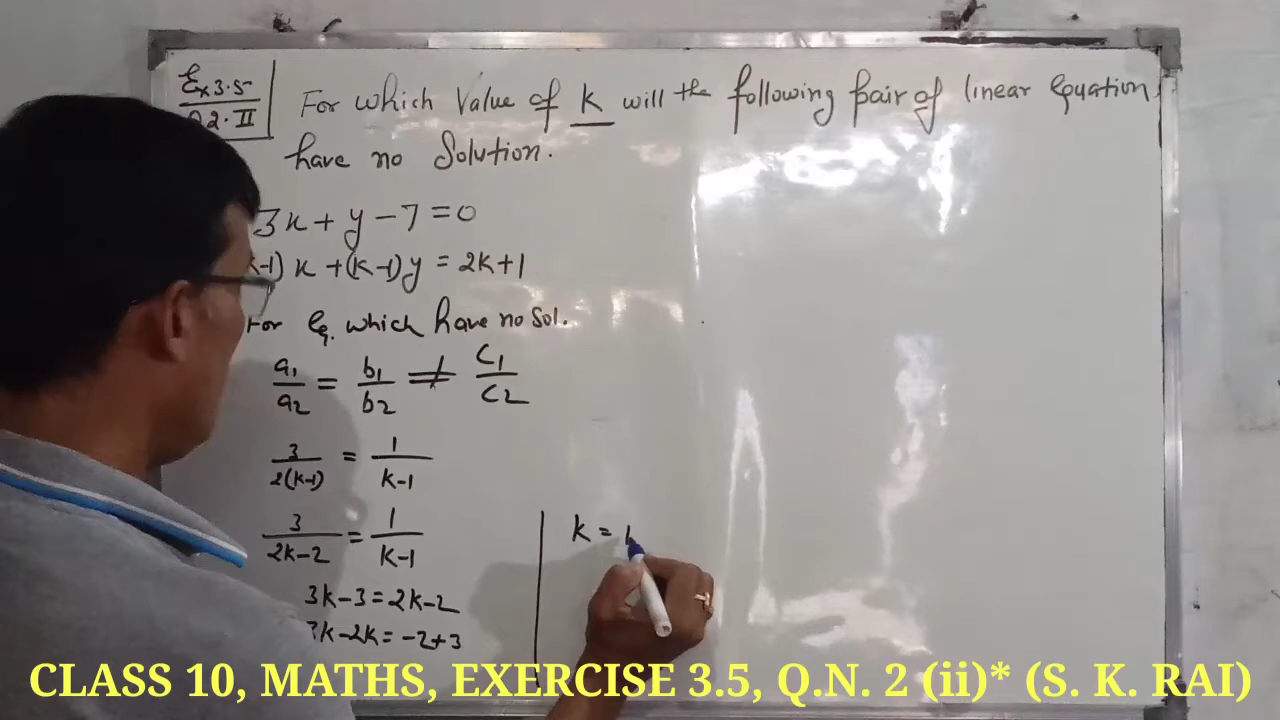 Ex 3.5
Q2.II
For which Value of K will the following pair of linear Equation
have no Solution.
3x + y - 7 = 0
K-1) x + (K-1) y = 2K+1
For Eq. which have no Sol.
a1/a2 = b1/b2 ≠ C1/C2
3/2(K-1) = 1/K-1
3/2K-2 = 1/K-1
3K-3 = 2K-2
3K-2K = -2+3
K = 1
CLASS 10, MATHS, EXERCISE 3.5, Q.N. 2 (ii)* (S. K. RAI)